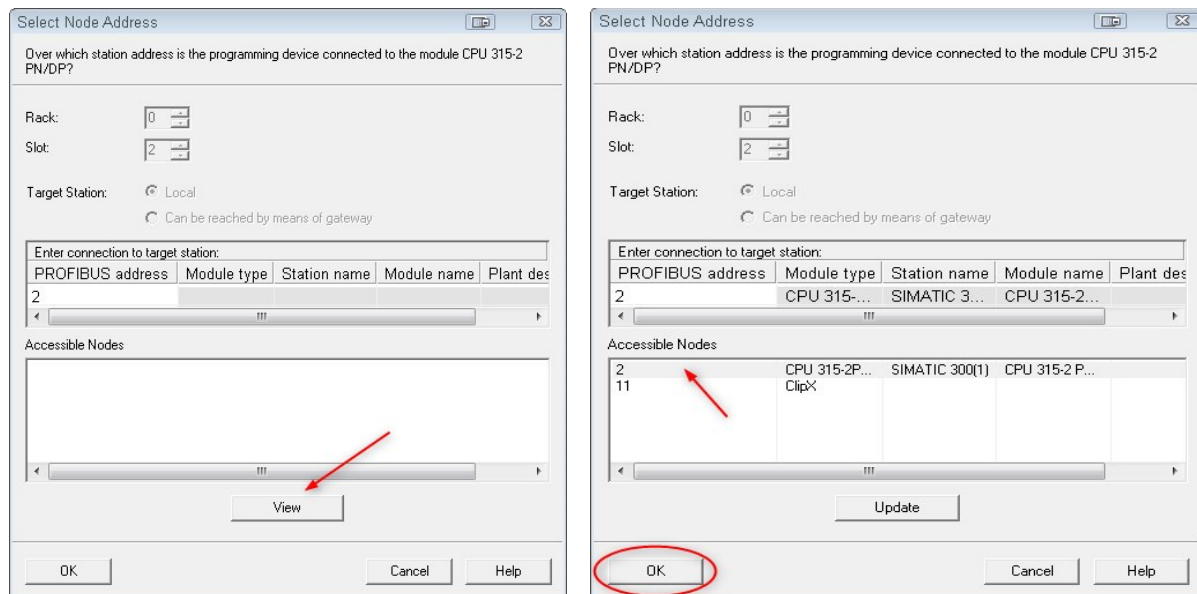 Select Node Address
Over which station address is the programming device connected to the module CPU 315-2
PN/DP?
Rack: 0
Slot: 2
Target Station: Local
Can be reached by means of gateway
Enter connection to target station:
PROFIBUS address Module type Station name Module name Plant des
2
Accessible Nodes
View
OK Cancel Help
Select Node Address
Over which station address is the programming device connected to the module CPU 315-2
PN/DP?
Rack: 0
Slot: 2
Target Station: Local
Can be reached by means of gateway
Enter connection to target station:
PROFIBUS address Module type Station name Module name Plant des
2 CPU 315-... SIMATIC 3... CPU 315-2...
Accessible Nodes
2 CPU 315-2P... SIMATIC 300(1) CPU 315-2 P...
11 ClipX
Update
OK Cancel Help